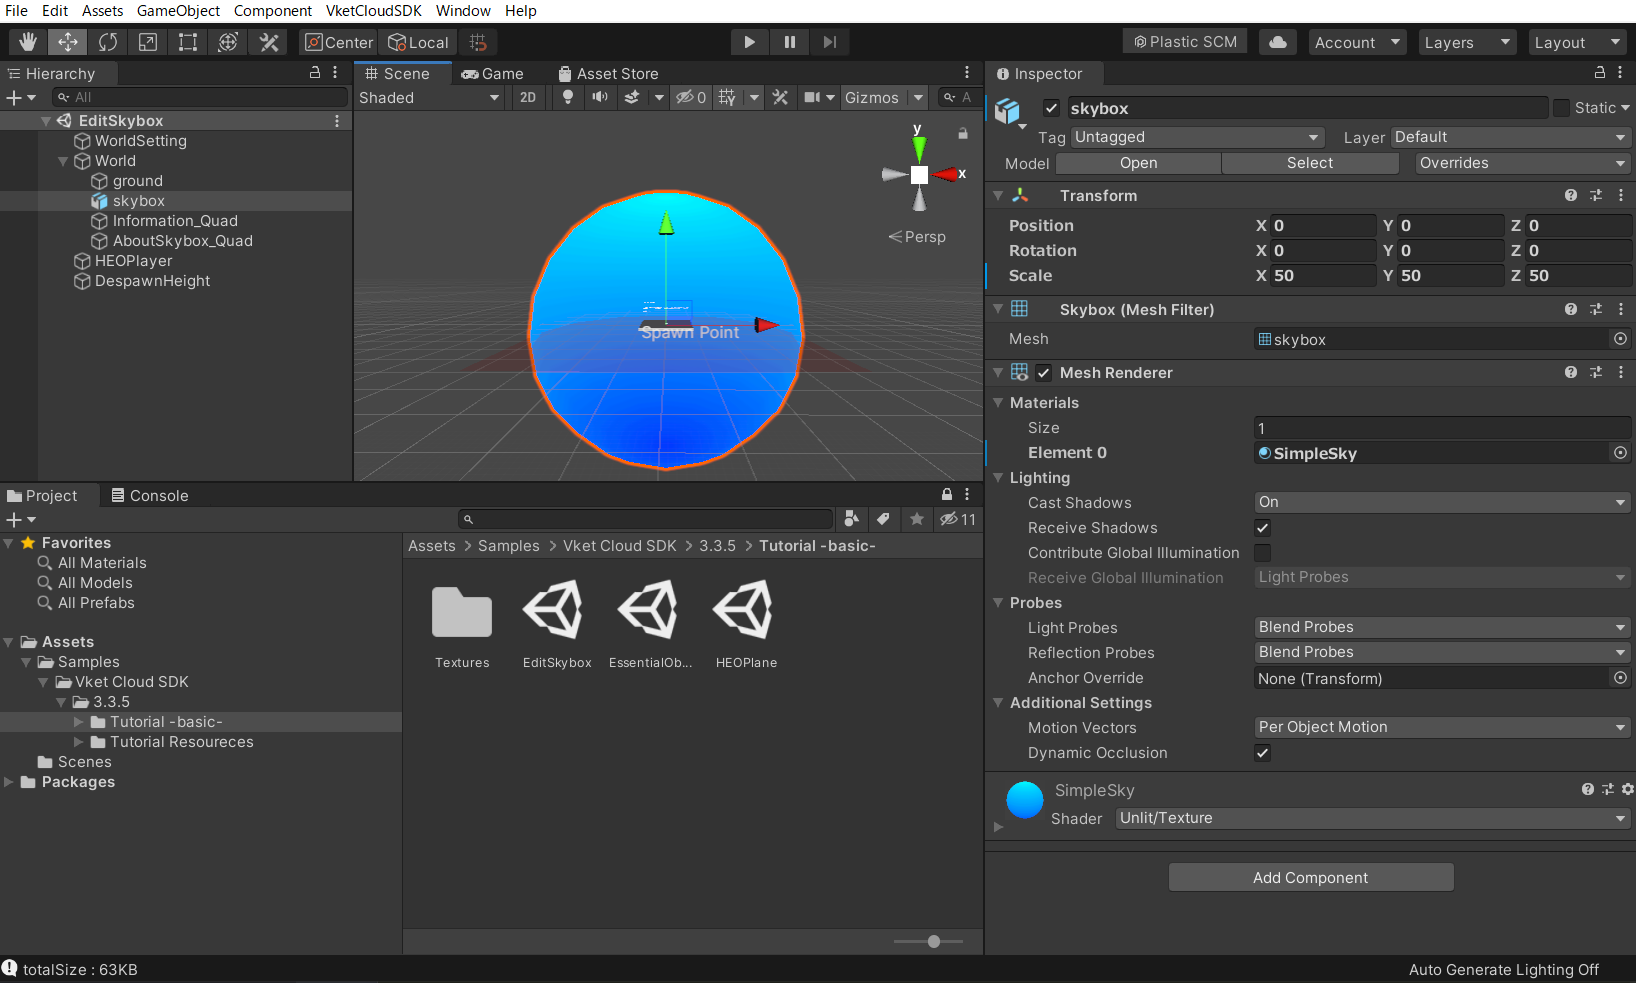 File Edit Assets GameObject Component VketCloudSDK Window Help
Center Local Plastic SCM Account Layers Layout
Hierarchy
All
EditSkybox
WorldSetting
World
ground
skybox
Information_Quad
AboutSkybox_Quad
HEOPlayer
DespawnHeight
Scene Game Asset Store
Shaded 2D 0 Gizmos A
y
x
Persp
Spawn Point
Project Console
11
Favorites
All Materials
All Models
All Prefabs
Assets
Samples
Vket Cloud SDK
3.3.5
Tutorial -basic-
Tutorial Resoureces
Scenes
Packages
Assets > Samples > Vket Cloud SDK > 3.3.5 > Tutorial -basic-
Textures EditSkybox EssentialOb... HEOPlane
Inspector
skybox Static
Tag Untagged Layer Default
Model Open Select Overrides
Transform
Position X 0 Y 0 Z 0
Rotation X 0 Y 0 Z 0
Scale X 50 Y 50 Z 50
Skybox (Mesh Filter)
Mesh skybox
Mesh Renderer
Materials
Size 1
Element 0 SimpleSky
Lighting
Cast Shadows On
Receive Shadows
Contribute Global Illumination
Receive Global Illumination Light Probes
Probes
Light Probes Blend Probes
Reflection Probes Blend Probes
Anchor Override None (Transform)
Additional Settings
Motion Vectors Per Object Motion
Dynamic Occlusion
SimpleSky
Shader Unlit/Texture
Add Component
totalSize : 63KB
Auto Generate Lighting Off